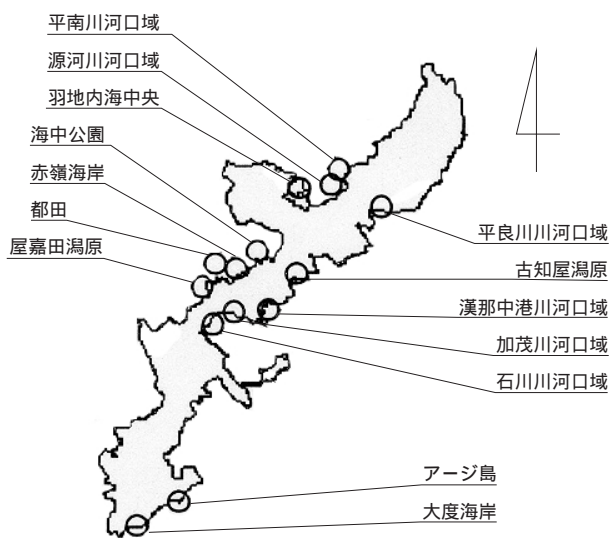 平南川河口域
源河川河口域
羽地内海中央
海中公園
赤嶺海岸
都田
屋嘉田潟原
平良川川河口域
古知屋潟原
漢那中港川河口域
加茂川河口域
石川川河口域
アージ島
大度海岸